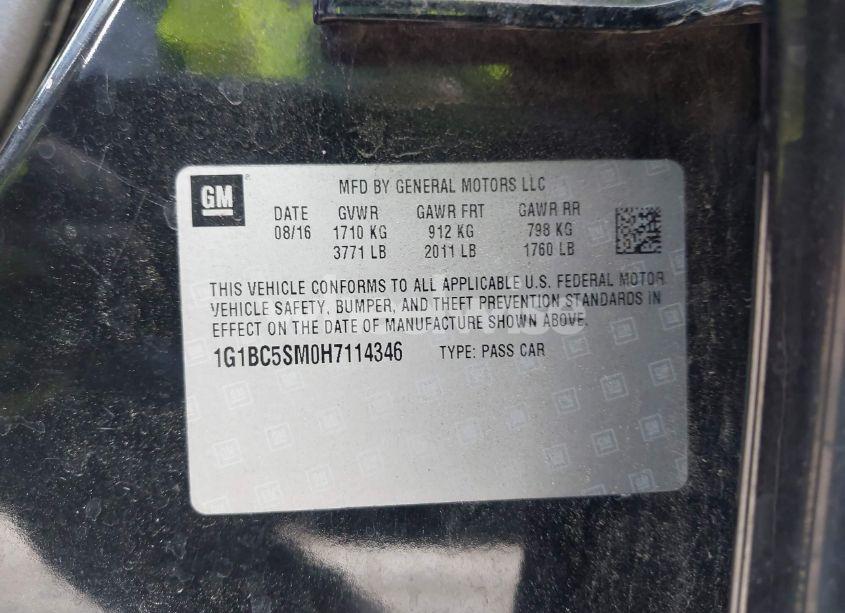 GM
MFD BY GENERAL MOTORS LLC
DATE GVWR GAWR FRT GAWR RR
08/16 1710 KG 912 KG 798 KG
3771 LB 2011 LB 1760 LB
THIS VEHICLE CONFORMS TO ALL APPLICABLE U.S. FEDERAL MOTOR
VEHICLE SAFETY, BUMPER, AND THEFT PREVENTION STANDARDS IN
EFFECT ON THE DATE OF MANUFACTURE SHOWN ABOVE.
1G1BC5SM0H7114346 TYPE: PASS CAR